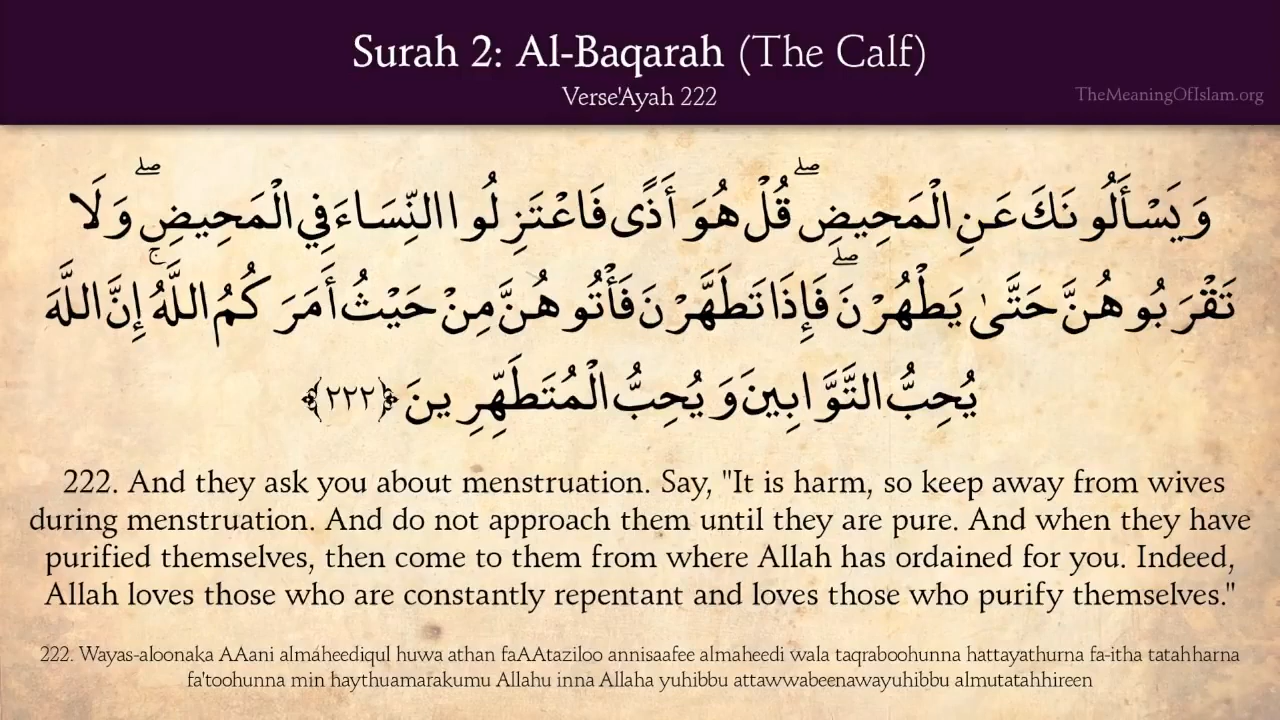 Surah 2: Al-Baqarah (The Calf)
Verse'Ayah 222
TheMeaningOfIslam.org
وَيَسْأَلُونَكَ عَنِ الْمَحِيضِ ۖ قُلْ هُوَ أَذًى فَاعْتَزِلُوا النِّسَاءَ فِي الْمَحِيضِ ۖ وَلَا
تَقْرَبُوهُنَّ حَتَّىٰ يَطْهُرْنَ ۖ فَإِذَا تَطَهَّرْنَ فَأْتُوهُنَّ مِنْ حَيْثُ أَمَرَكُمُ اللَّهُ ۚ إِنَّ اللَّهَ
يُحِبُّ التَّوَّابِينَ وَيُحِبُّ الْمُتَطَهِّرِينَ ﴿٢٢٢﴾
222. And they ask you about menstruation. Say, "It is harm, so keep away from wives
during menstruation. And do not approach them until they are pure. And when they have
purified themselves, then come to them from where Allah has ordained for you. Indeed,
Allah loves those who are constantly repentant and loves those who purify themselves."
222. Wayas-aloonaka AAani almaheediqul huwa athan faAAtaziloo annisaafee almaheedi wala taqraboohunna hattayathurna fa-itha tatahharna
fa'toohunna min haythuamarakumu Allahu inna Allaha yuhibbu attawwabeenawayuhibbu almutatahhireen